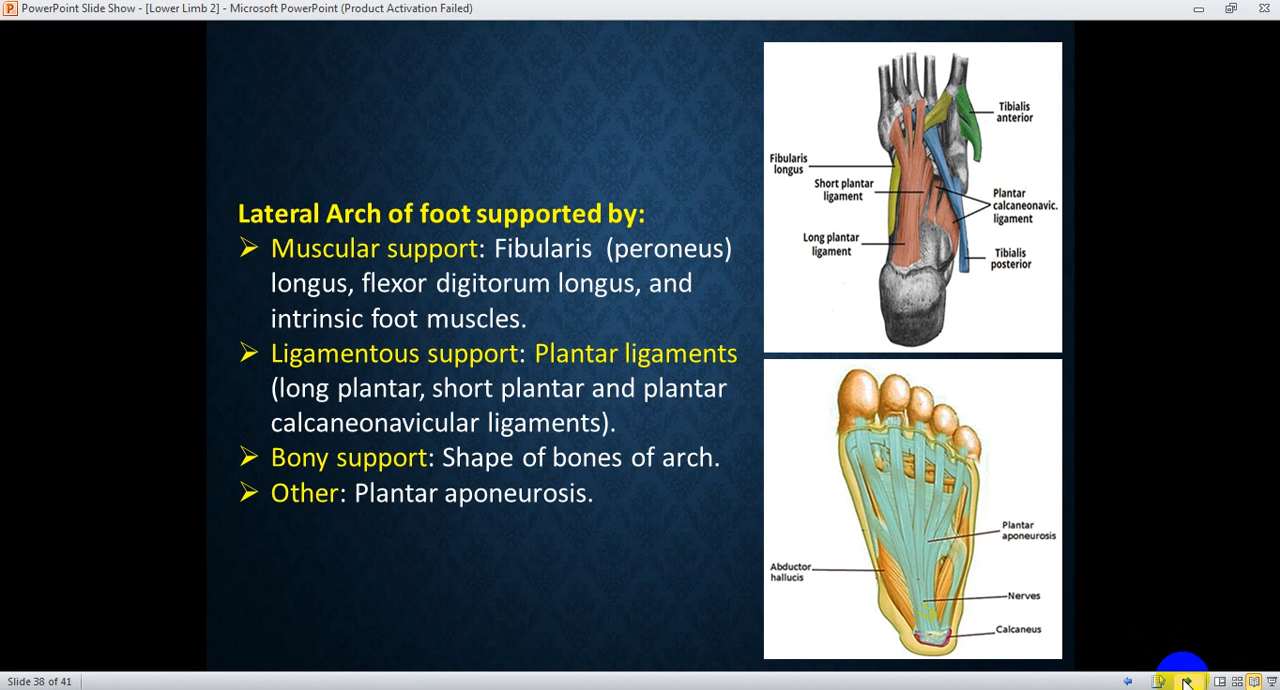 PowerPoint Slide Show - [Lower Limb 2] - Microsoft PowerPoint (Product Activation Failed)
Lateral Arch of foot supported by:
➢ Muscular support: Fibularis (peroneus)
longus, flexor digitorum longus, and
intrinsic foot muscles.
➢ Ligamentous support: Plantar ligaments
(long plantar, short plantar and plantar
calcaneonavicular ligaments).
➢ Bony support: Shape of bones of arch.
➢ Other: Plantar aponeurosis.
Tibialis
anterior
Fibularis
longus
Short plantar
ligament
Plantar
calcaneonavic.
ligament
Long plantar
ligament
Tibialis
posterior
Plantar
aponeurosis
Abductor
hallucis
Nerves
Calcaneus
Slide 38 of 41